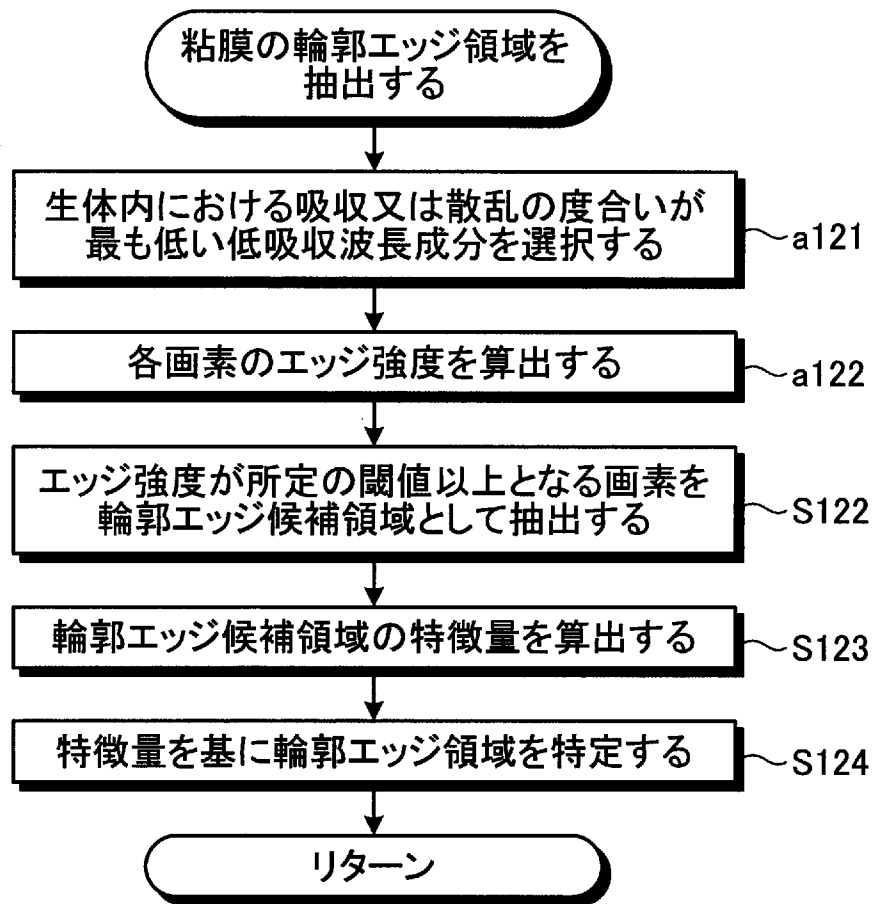 粘膜の輪郭エッジ領域を
抽出する
生体内における吸収又は散乱の度合いが
最も低い低吸収波長成分を選択する
a121
各画素のエッジ強度を算出する
a122
エッジ強度が所定の閾値以上となる画素を
輪郭エッジ候補領域として抽出する
S122
輪郭エッジ候補領域の特徴量を算出する
S123
特徴量を基に輪郭エッジ領域を特定する
S124
リターン